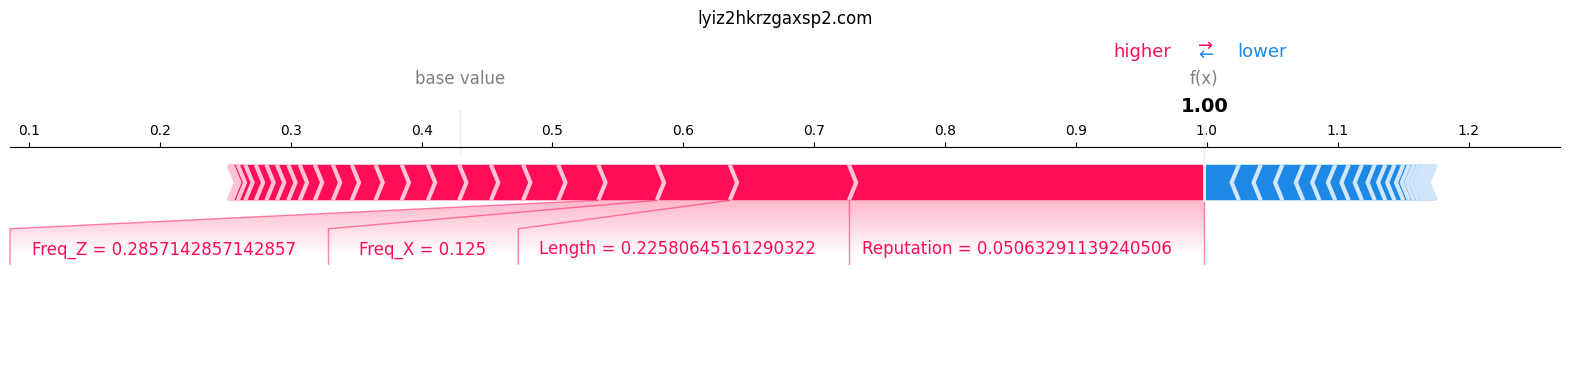 lyiz2hkrzgaxsp2.com
higher ⇄ lower
base value f(x)
1.00
0.1 0.2 0.3 0.4 0.5 0.6 0.7 0.8 0.9 1.0 1.1 1.2
Freq_Z = 0.2857142857142857 Freq_X = 0.125 Length = 0.22580645161290322 Reputation = 0.05063291139240506